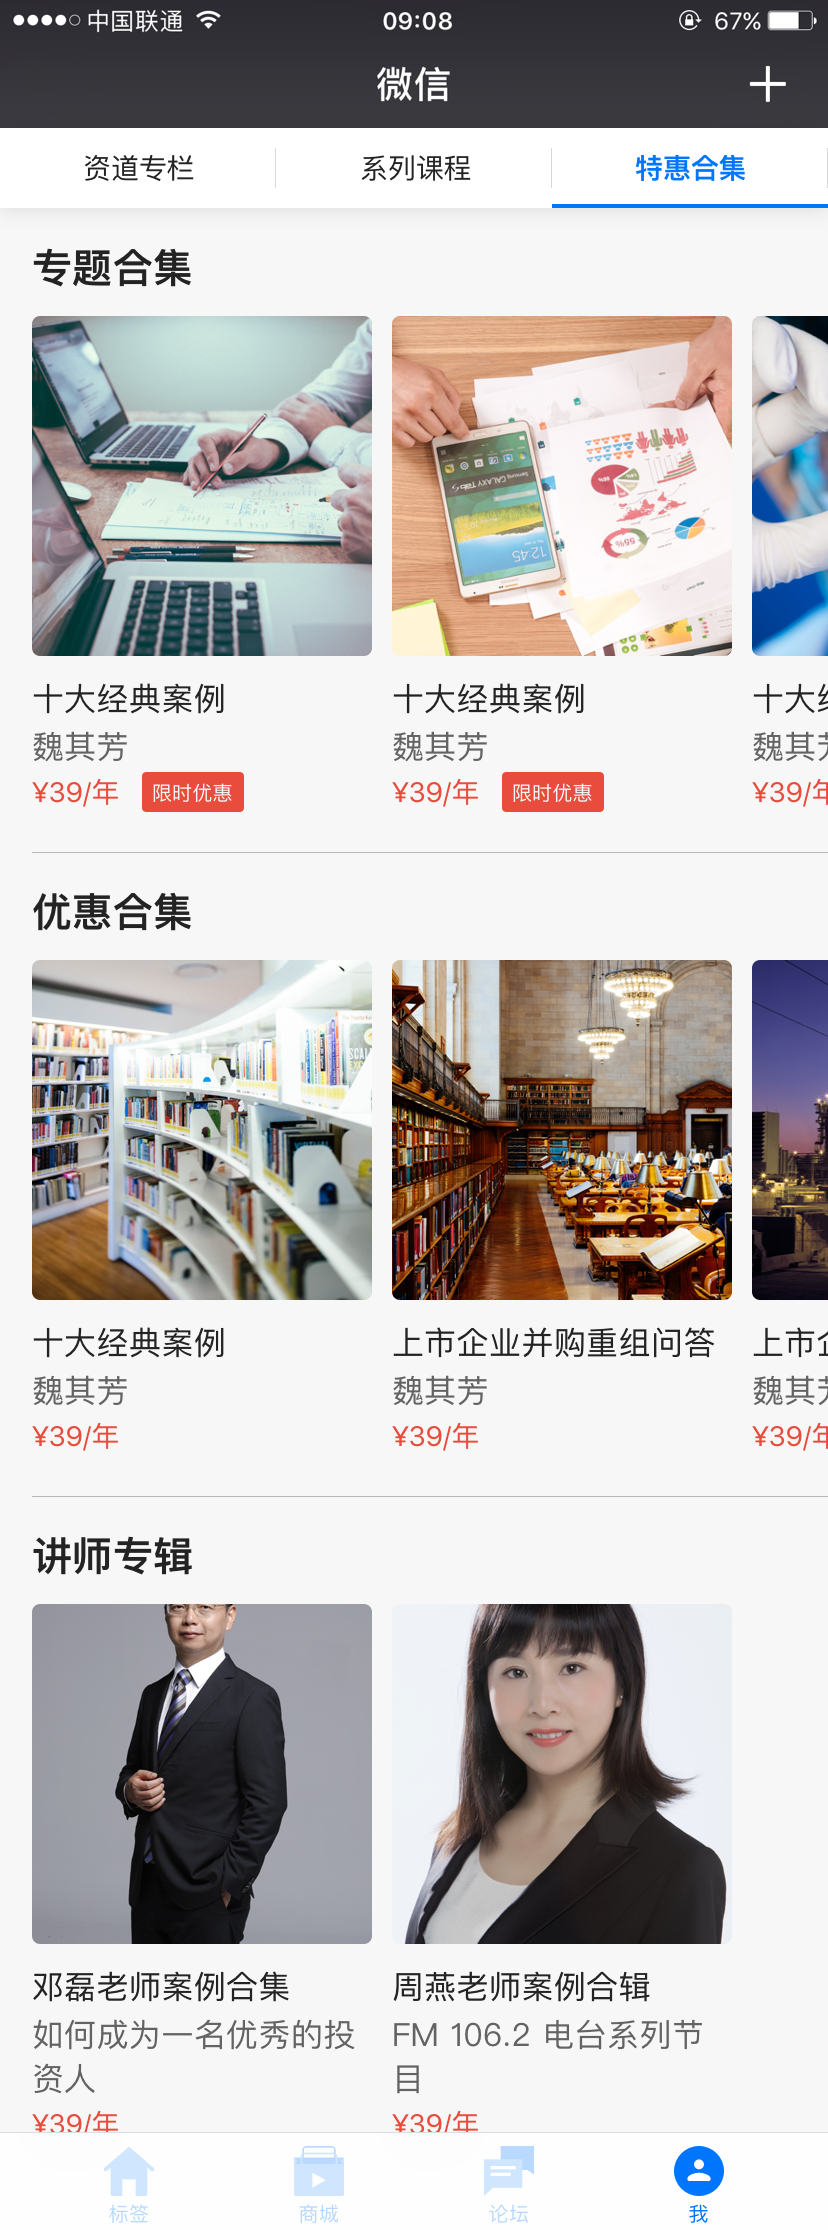 中国联通 09:08 67%
微信
资道专栏 系列课程 特惠合集
专题合集
十大经典案例 十大经典案例 十大
魏其芳 魏其芳 魏其
¥39/年 限时优惠 ¥39/年 限时优惠 ¥39/年
优惠合集
十大经典案例 上市企业并购重组问答 上市企
魏其芳 魏其芳 魏其
¥39/年 ¥39/年 ¥39/年
讲师专辑
邓磊老师案例合集 周燕老师案例合辑
如何成为一名优秀的投 FM 106.2 电台系列节
资人 目
¥39/年 ¥39/年
标签 商城 论坛 我